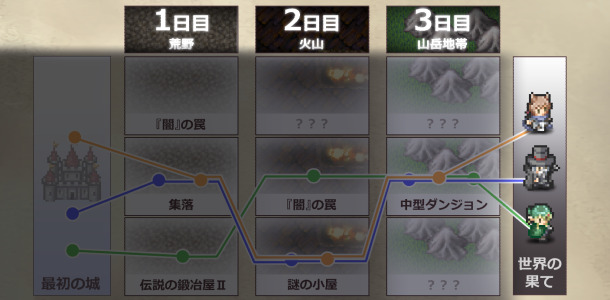 1日目
荒野
2日目
火山
3日目
山岳地帯
『闇』の罠
？？？
？？？
集落
『闇』の罠
中型ダンジョン
最初の城
伝説の鍛冶屋Ⅱ
謎の小屋
？？？
世界の
果て